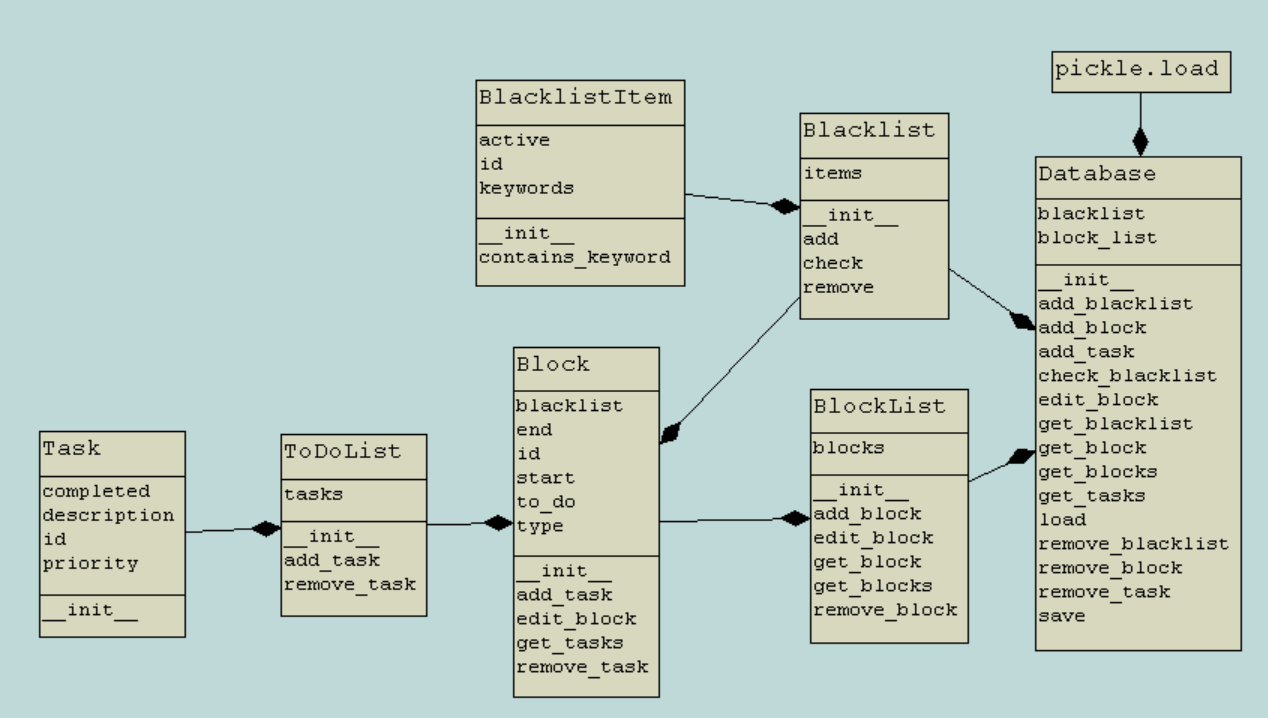 pickle.load
BlacklistItem
active
id
keywords
__init__
contains_keyword
Blacklist
items
__init__
add
check
remove
Database
blacklist
block_list
__init__
add_blacklist
add_block
add_task
check_blacklist
edit_block
get_blacklist
get_block
get_blocks
get_tasks
load
remove_blacklist
remove_block
remove_task
save
Task
completed
description
id
priority
__init__
ToDoList
tasks
__init__
add_task
remove_task
Block
blacklist
end
id
start
to_do
type
__init__
add_task
edit_block
get_tasks
remove_task
BlockList
blocks
__init__
add_block
edit_block
get_block
get_blocks
remove_block